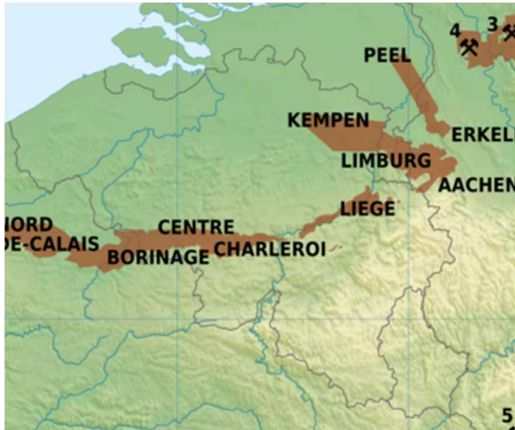 4 3
PEEL
KEMPEN
ERKEL
LIMBURG
AACHEN
LIEGE
NORD
DE-CALAIS
CENTRE
BORINAGE
CHARLEROI
5